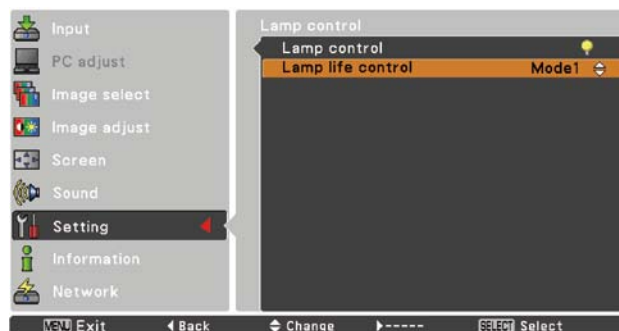 Input
PC adjust
Image select
Image adjust
Screen
Sound
Setting
Information
Network
Lamp control
Lamp control
Lamp life control Mode1
MENU Exit Back Change ----- SELECT Select